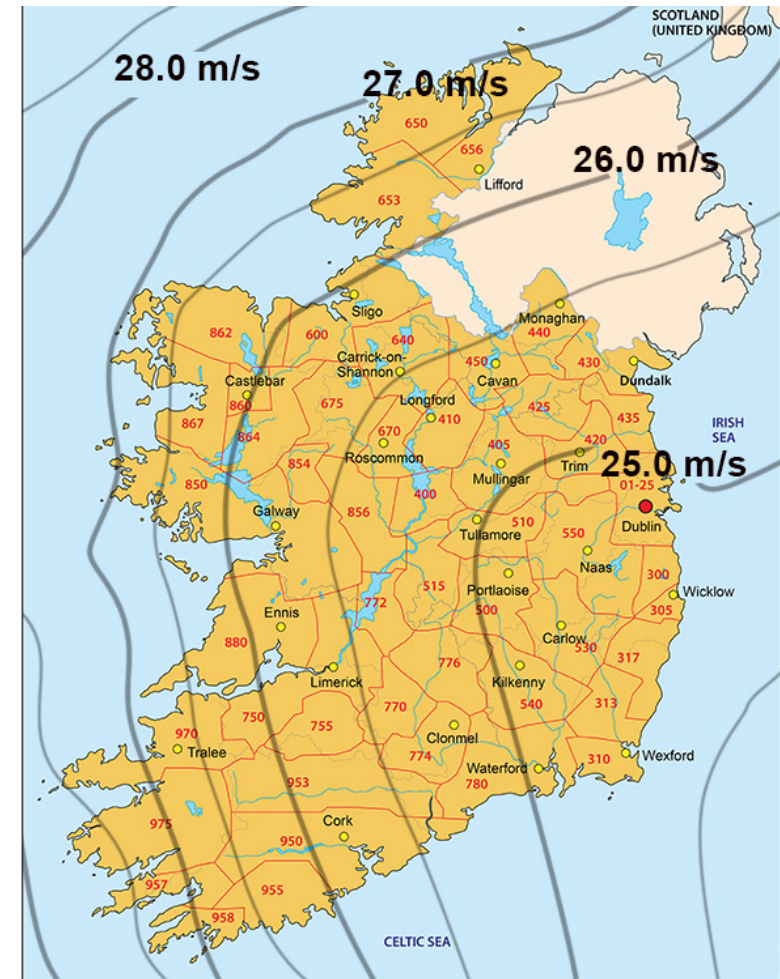 SCOTLAND
(UNITED KINGDOM)
28.0 m/s
27.0 m/s
650
656
26.0 m/s
Lifford
653
Sligo
Monaghan
862
600
640
440
Carrick-on-
Shannon
450
Cavan
430
Dundalk
Castlebar
860
675
Longford
410
425
435
867
864
670
Roscommon
405
420
IRISH
SEA
854
Mullingar
Trim
25.0 m/s
850
400
01-25
Galway
856
Tullamore
510
Dublin
550
Naas
515
Portlaoise
300
772
500
305
Wicklow
Ennis
880
Carlow
530
317
776
Limerick
Kilkenny
770
540
313
750
755
970
Tralee
Clonmel
774
310
Wexford
Waterford
780
953
975
Cork
950
957
955
958
CELTIC SEA